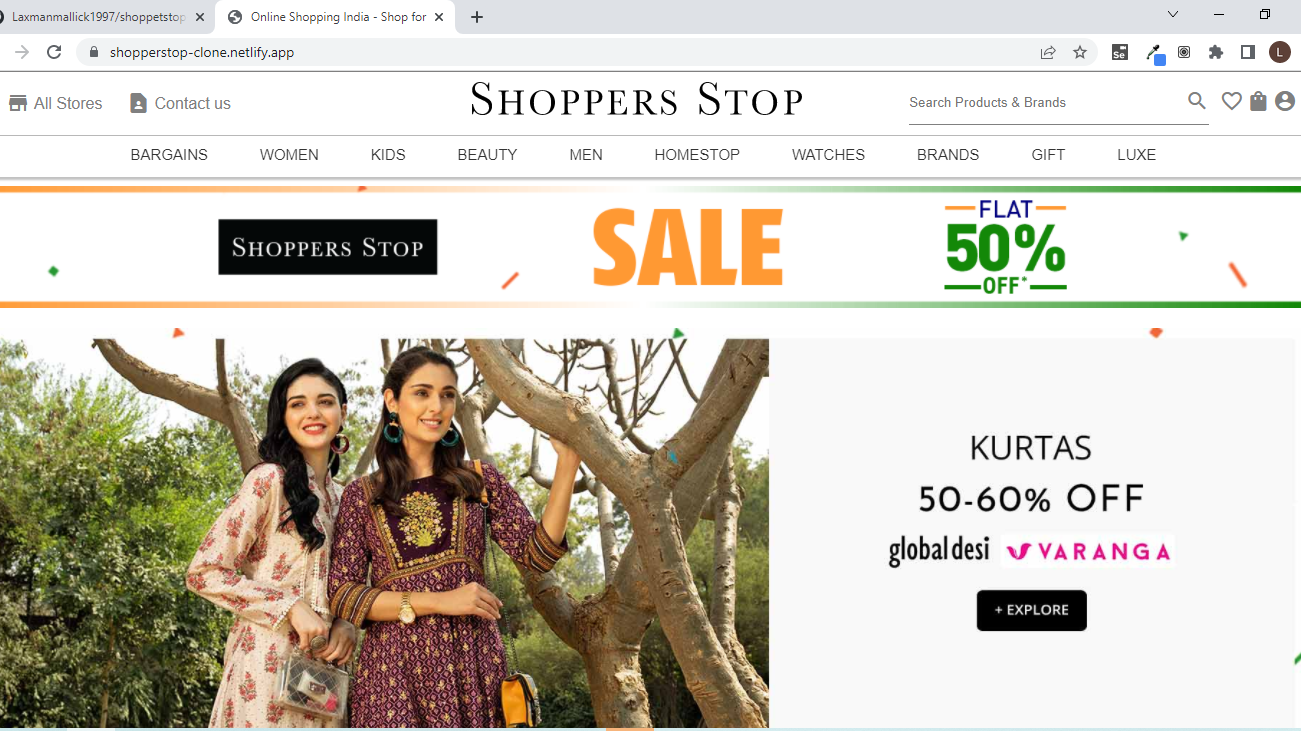 Laxmanmallick1997/shoppetstop
Online Shopping India - Shop for
shopperstop-clone.netlify.app
Se
L
All Stores
Contact us
SHOPPERS STOP
Search Products & Brands
BARGAINS
WOMEN
KIDS
BEAUTY
MEN
HOMESTOP
WATCHES
BRANDS
GIFT
LUXE
SHOPPERS STOP
SALE
FLAT
50%
OFF*
KURTAS
50-60% OFF
global desi
VARANGA
+ EXPLORE